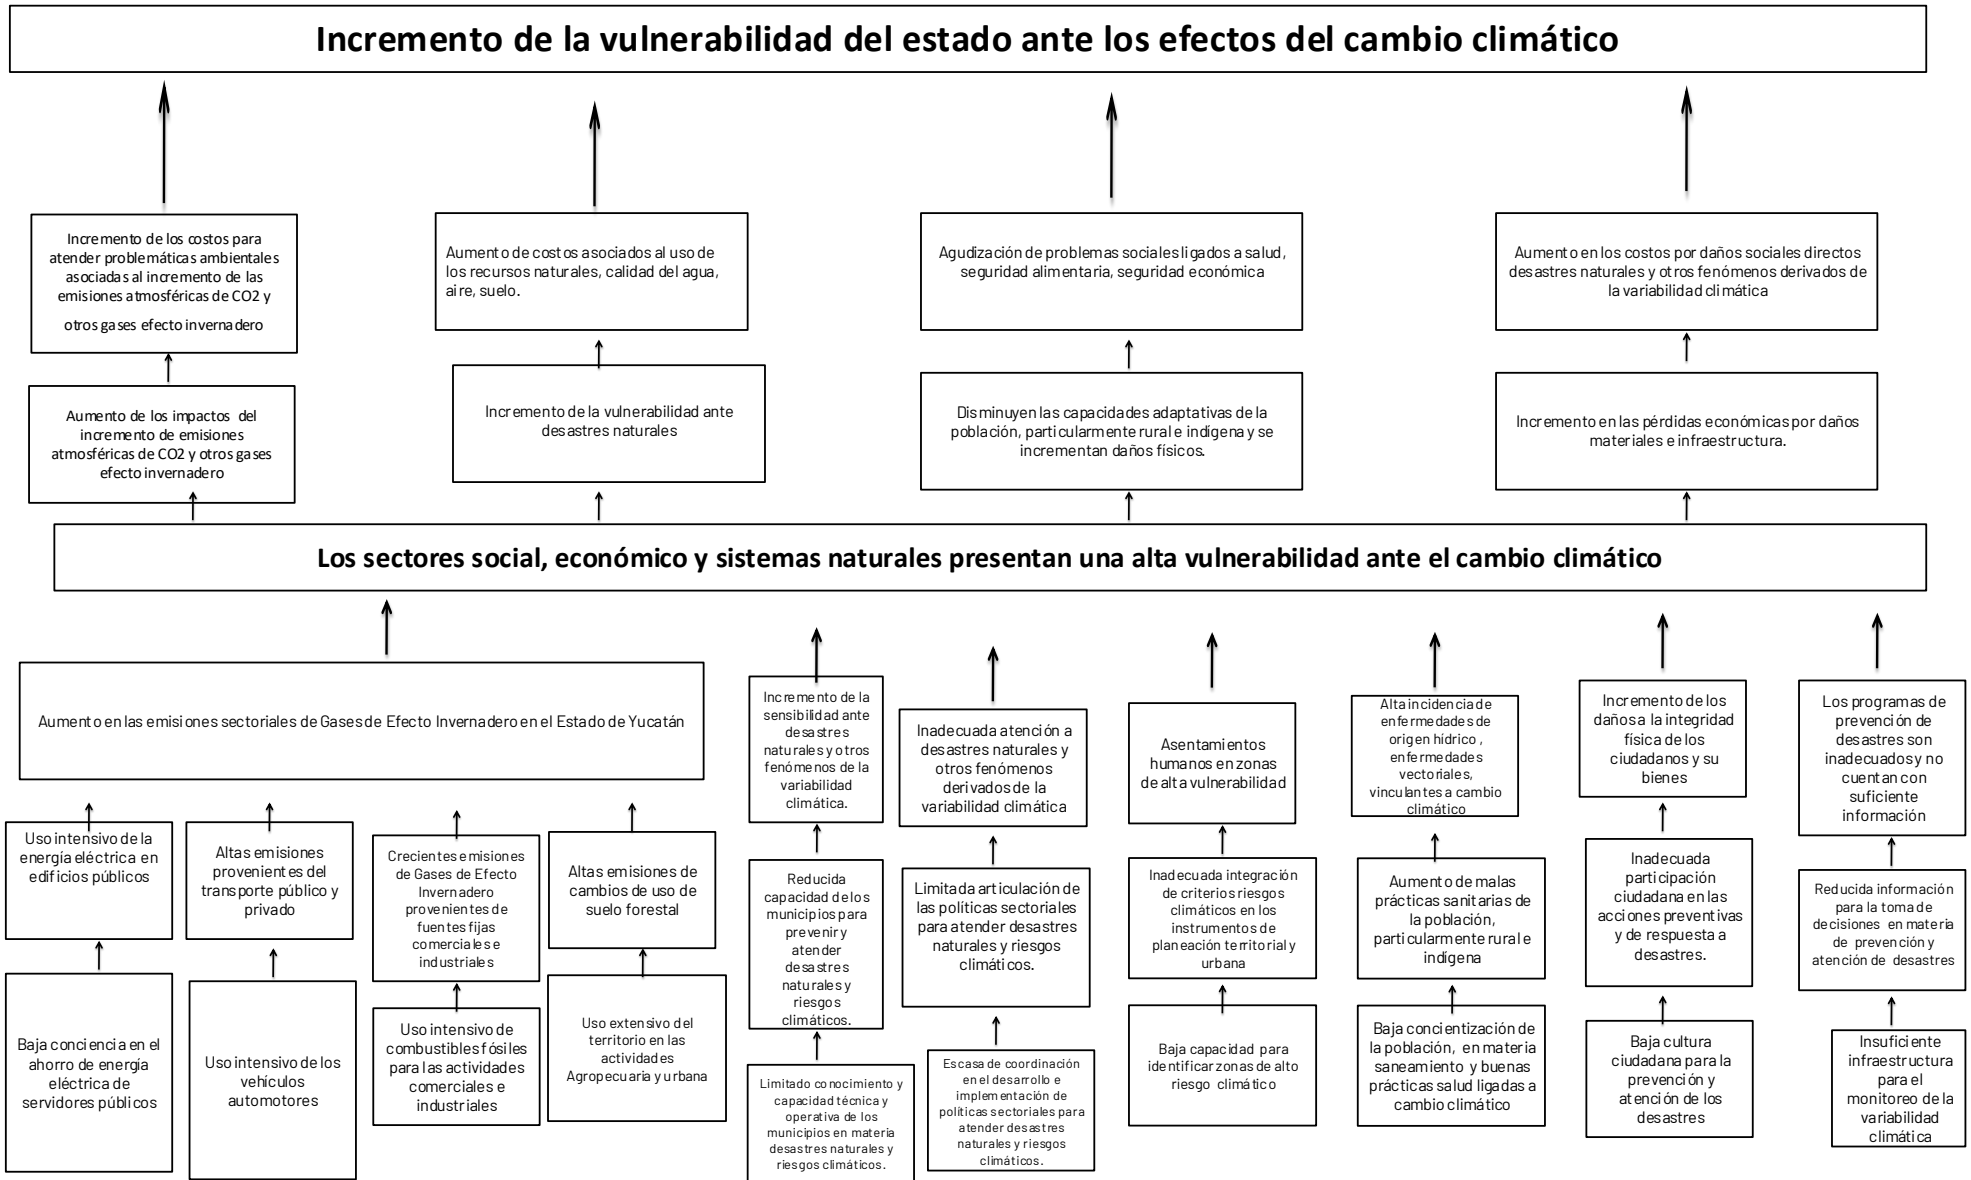 Incremento de la vulnerabilidad del estado ante los efectos del cambio climático
Incremento de los costos para
atender problemáticas ambientales
asociadas al incremento de las
emisiones atmosféricas de CO2 y
otros gases efecto invernadero
Aumento de costos asociados al uso de
los recursos naturales, calidad del agua,
aire, suelo.
Agudización de problemas sociales ligados a salud,
seguridad alimentaria, seguridad económica
Aumento en los costos por daños sociales directos
desastres naturales y otros fenómenos derivados de
la variabilidad climática
Aumento de los impactos del
incremento de emisiones
atmosféricas de CO2 y otros gases
efecto invernadero
Incremento de la vulnerabilidad ante
desastres naturales
Disminuyen las capacidades adaptativas de la
población, particularmente rural e indígena y se
incrementan daños físicos.
Incremento en las pérdidas económicas por daños
materiales e infraestructura.
Los sectores social, económico y sistemas naturales presentan una alta vulnerabilidad ante el cambio climático
Aumento en las emisiones sectoriales de Gases de Efecto Invernadero en el Estado de Yucatán
Incremento de la
sensibilidad ante
desastres
naturales y otros
fenómenos de la
variabilidad
climática.
Inadecuada atención a
desastres naturales y
otros fenómenos
derivados de la
variabilidad climática
Asentamientos
humanos en zonas
de alta vulnerabilidad
Alta incidencia de
enfermedades de
origen hídrico ,
enfermedades
vectoriales,
vinculantes a cambio
climático
Incremento de los
daños a la integridad
física de los
ciudadanos y su
bienes
Los programas de
prevención de
desastres son
inadecuados y no
cuentan con
suficiente
información
Uso intensivo de la
energía eléctrica en
edificios públicos
Altas emisiones
provenientes del
transporte público y
privado
Crecientes emisiones
de Gases de Efecto
Invernadero
provenientes de
fuentes fijas
comerciales e
industriales
Altas emisiones de
cambios de uso de
suelo forestal
Reducida
capacidad de los
municipios para
prevenir y
atender
desastres
naturales y
riesgos
climáticos.
Limitada articulación de
las políticas sectoriales
para atender desastres
naturales y riesgos
climáticos.
Inadecuada integración
de criterios riesgos
climáticos en los
instrumentos de
planeación territorial y
urbana
Aumento de malas
prácticas sanitarias de
la población,
particularmente rural e
indígena
Inadecuada
participación
ciudadana en las
acciones preventivas
y de respuesta a
desastres.
Reducida información
para la toma de
decisiones en materia
de prevención y
atención de desastres
Baja conciencia en el
ahorro de energía
eléctrica de
servidores públicos
Uso intensivo de los
vehículos
automotores
Uso intensivo de
combustibles fósiles
para las actividades
comerciales e
industriales
Uso extensivo del
territorio en las
actividades
Agropecuaria y urbana
Limitado conocimiento y
capacidad técnica y
operativa de los
municipios en materia
desastres naturales y
riesgos climáticos.
Escasa de coordinación
en el desarrollo e
implementación de
políticas sectoriales para
atender desastres
naturales y riesgos
climáticos.
Baja capacidad para
identificar zonas de alto
riesgo climático
Baja concientización de
la población, en materia
saneamiento y buenas
prácticas salud ligadas a
cambio climático
Baja cultura
ciudadana para la
prevención y
atención de los
desastres
Insuficiente
infraestructura
para el
monitoreo de la
variabilidad
climática